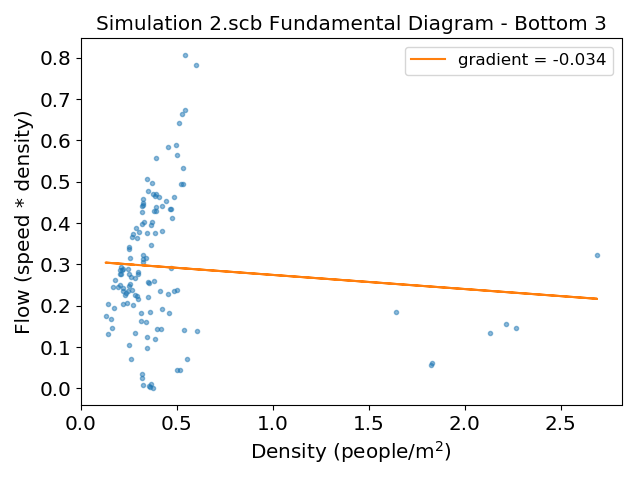 Simulation 2.scb Fundamental Diagram - Bottom 3
gradient = -0.034
Flow (speed * density)
0.8
0.7
0.6
0.5
0.4
0.3
0.2
0.1
0.0
0.0 0.5 1.0 1.5 2.0 2.5
Density (people/m²)